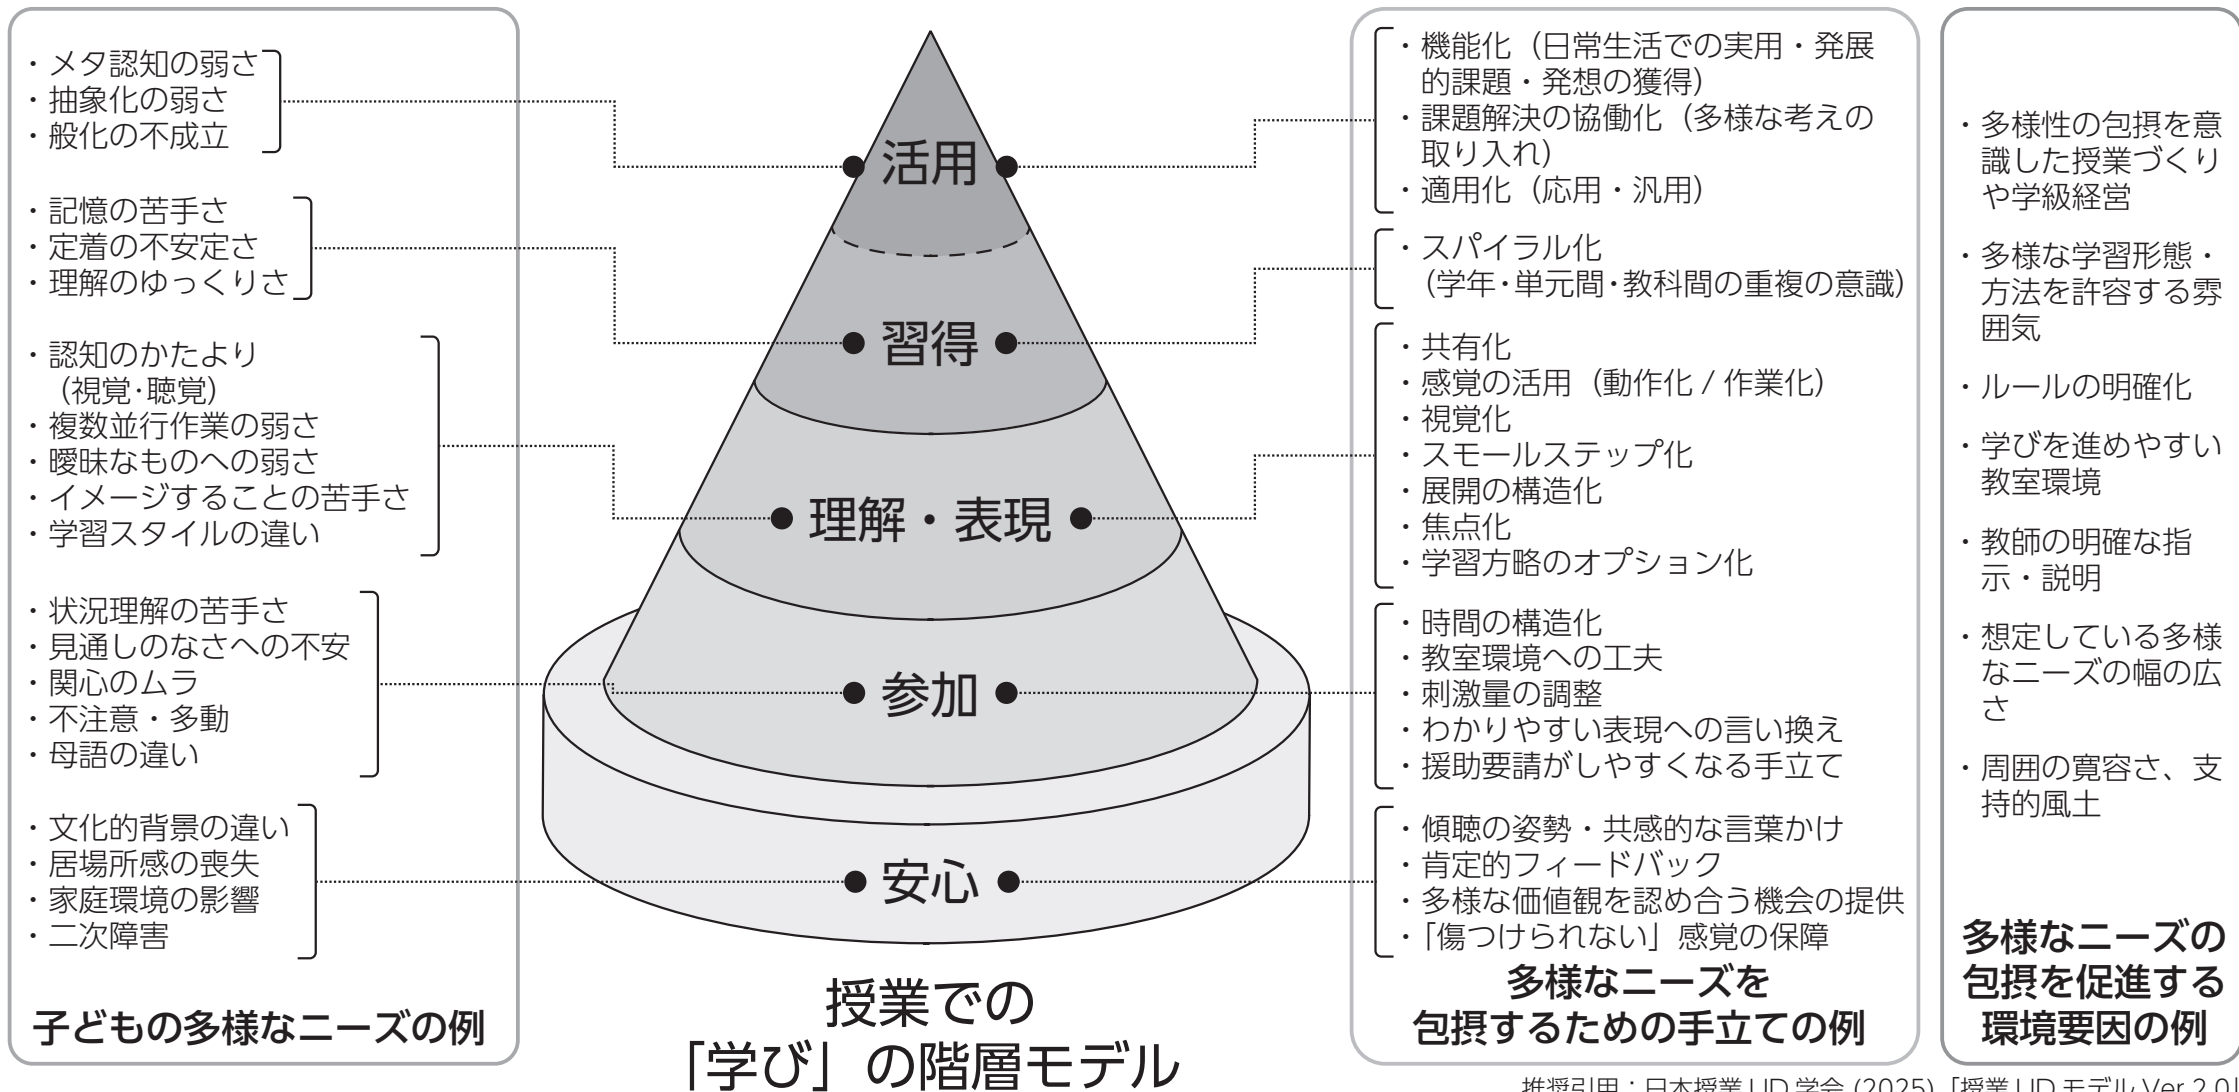 ・メタ認知の弱さ
・抽象化の弱さ
・般化の不成立
・記憶の苦手さ
・定着の不安定さ
・理解のゆっくりさ
・認知のかたより
（視覚・聴覚）
・複数並行作業の弱さ
・曖昧なものへの弱さ
・イメージすることの苦手さ
・学習スタイルの違い
・状況理解の苦手さ
・見通しのなさへの不安
・関心のムラ
・不注意・多動
・母語の違い
・文化的背景の違い
・居場所感の喪失
・家庭環境の影響
・二次障害
子どもの多様なニーズの例
活用
習得
理解・表現
参加
安心
授業での
「学び」の階層モデル
・機能化（日常生活での実用・発展
的課題・発想の獲得）
・課題解決の協働化（多様な考えの
取り入れ）
・適用化（応用・汎用）
・スパイラル化
（学年・単元間・教科間の重複の意識）
・共有化
・感覚の活用（動作化 / 作業化）
・視覚化
・スモールステップ化
・展開の構造化
・焦点化
・学習方略のオプション化
・時間の構造化
・教室環境への工夫
・刺激量の調整
・わかりやすい表現への言い換え
・援助要請がしやすくなる手立て
・傾聴の姿勢・共感的な言葉かけ
・肯定的フィードバック
・多様な価値観を認め合う機会の提供
・「傷つけられない」感覚の保障
多様なニーズを
包摂するための手立ての例
・多様性の包摂を意
識した授業づくり
や学級経営
・多様な学習形態・
方法を許容する雰
囲気
・ルールの明確化
・学びを進めやすい
教室環境
・教師の明確な指
示・説明
・想定している多様
なニーズの幅の広
さ
・周囲の寛容さ、支
持的風土
多様なニーズの
包摂を促進する
環境要因の例
推奨引用：日本授業 UD 学会 (2025)「授業 UD モデル Ver.2.0」